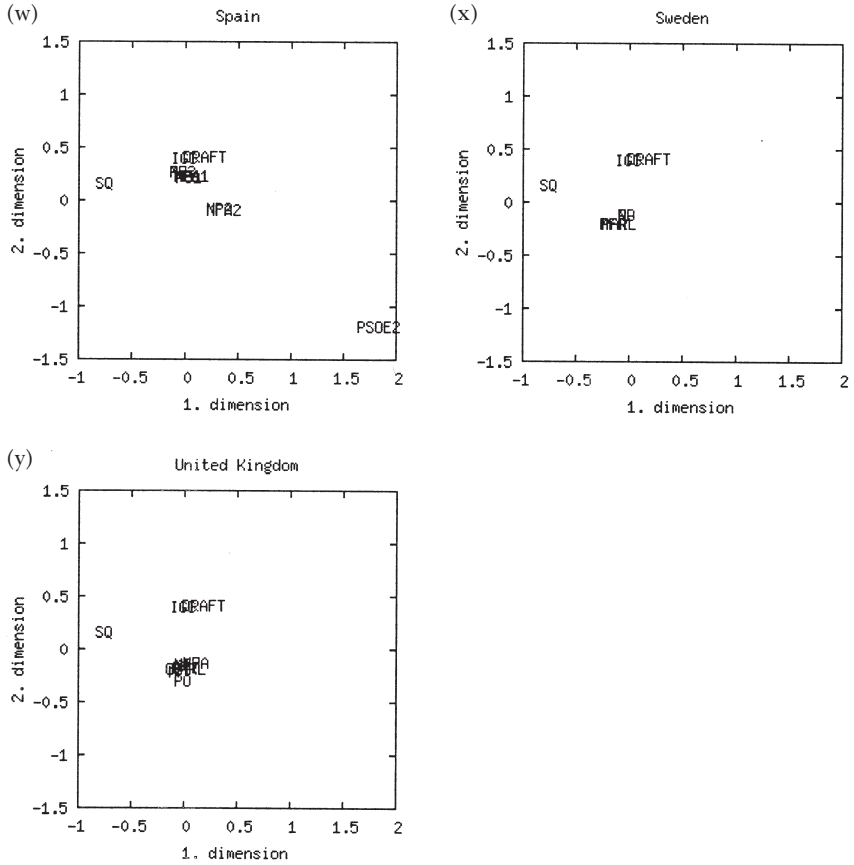 (w)
Spain
1.5
1
0.5
0
-0.5
-1
-1.5
2. dimension
DRAFT
SQ
NPA2
PSOE2
-1 -0.5 0 0.5 1 1.5 2
1. dimension
(x)
Sweden
1.5
1
0.5
0
-0.5
-1
-1.5
2. dimension
DRAFT
SQ
-1 -0.5 0 0.5 1 1.5 2
1. dimension
(y)
United Kingdom
1.5
1
0.5
0
-0.5
-1
-1.5
2. dimension
DRAFT
SQ
PO
-1 -0.5 0 0.5 1 1.5 2
1. dimension